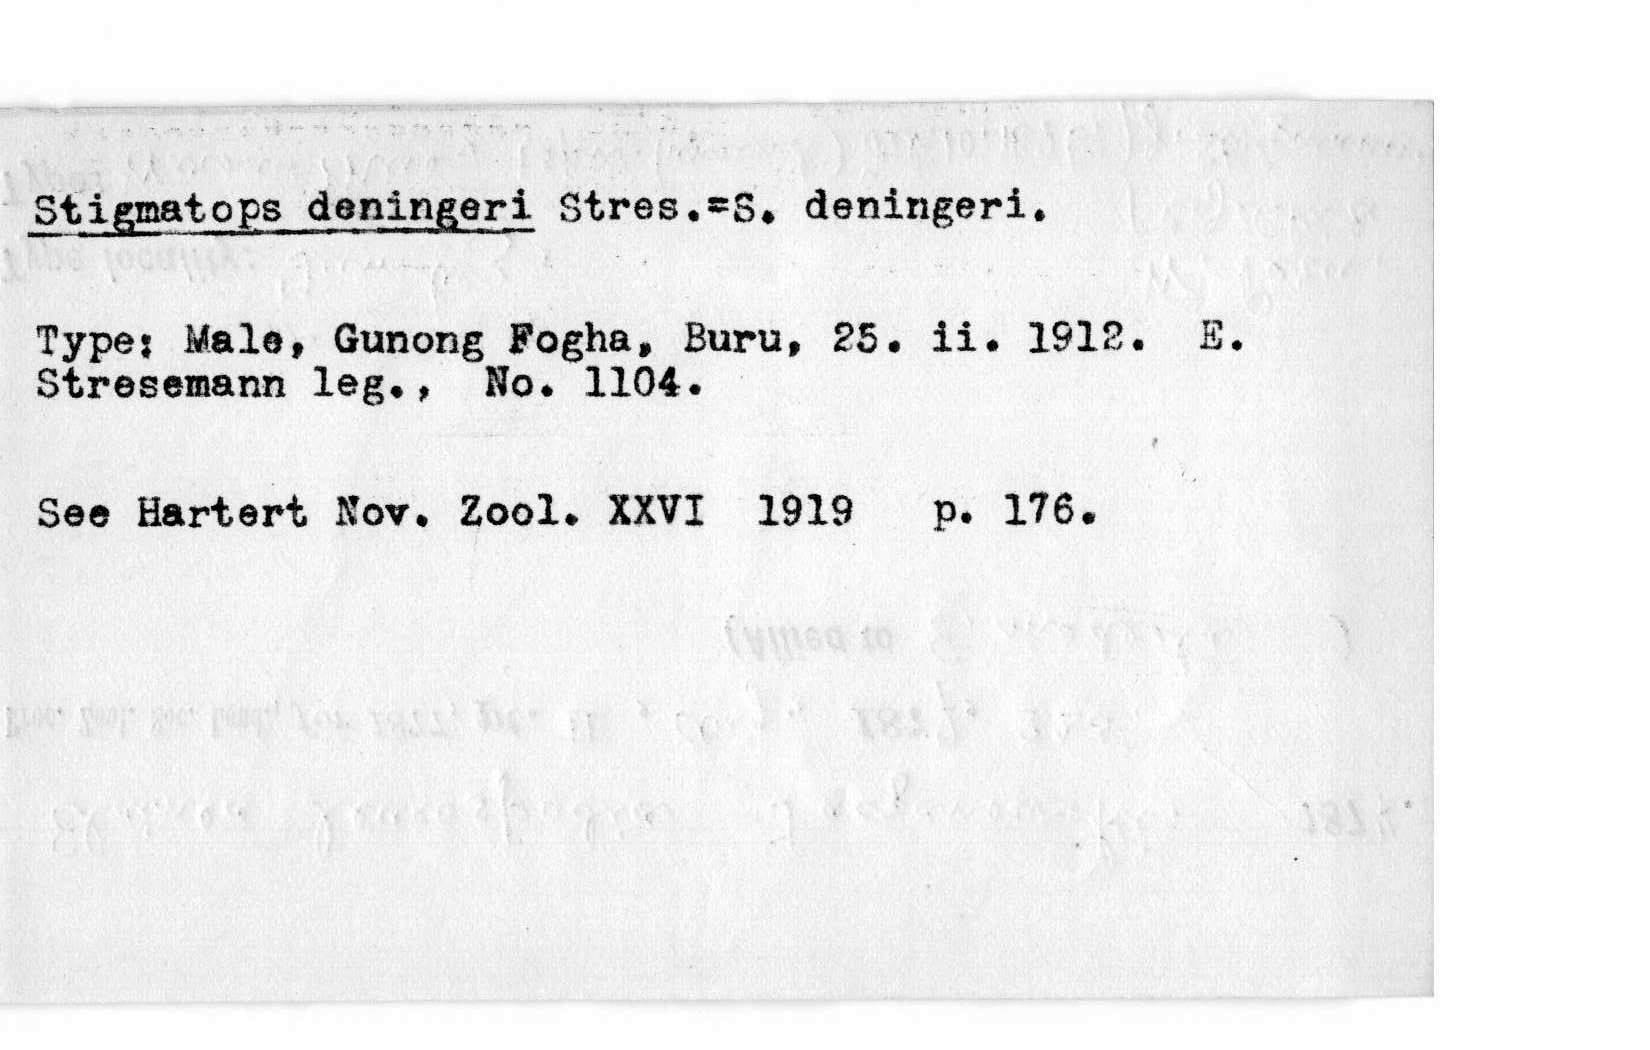 Stigmatops deningeri Stres.=S. deningeri.
Type: Male, Gunong Fogha, Buru, 25. ii. 1912. E.
Stresemann leg., No. 1104.
See Hartert Nov. Zool. XXVI 1919 p. 176.